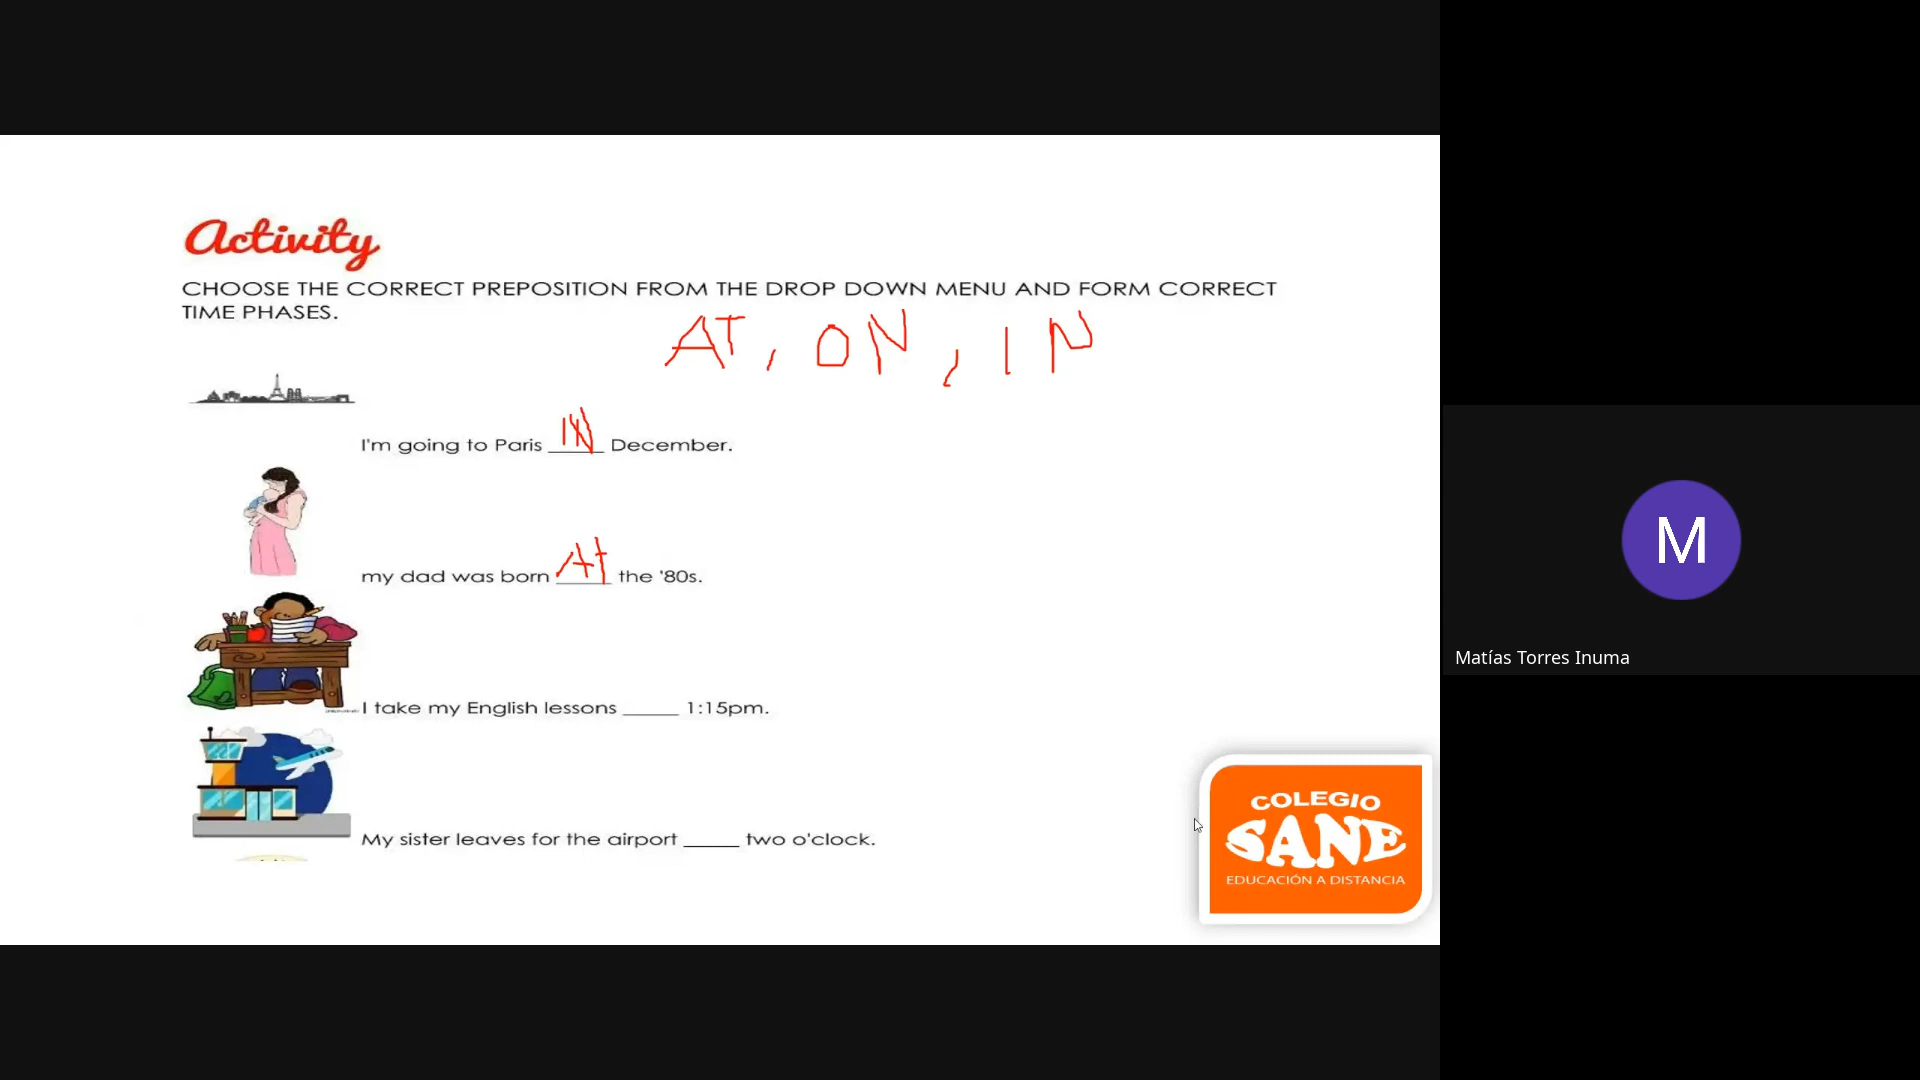 Activity
CHOOSE THE CORRECT PREPOSITION FROM THE DROP DOWN MENU AND FORM CORRECT
TIME PHASES.
AT, ON, IN
I'm going to Paris IN December.
my dad was born At the '80s.
I take my English lessons _____ 1:15pm.
My sister leaves for the airport _____ two o'clock.
COLEGIO
SANE
EDUCACIÓN A DISTANCIA
M
Matías Torres Inuma